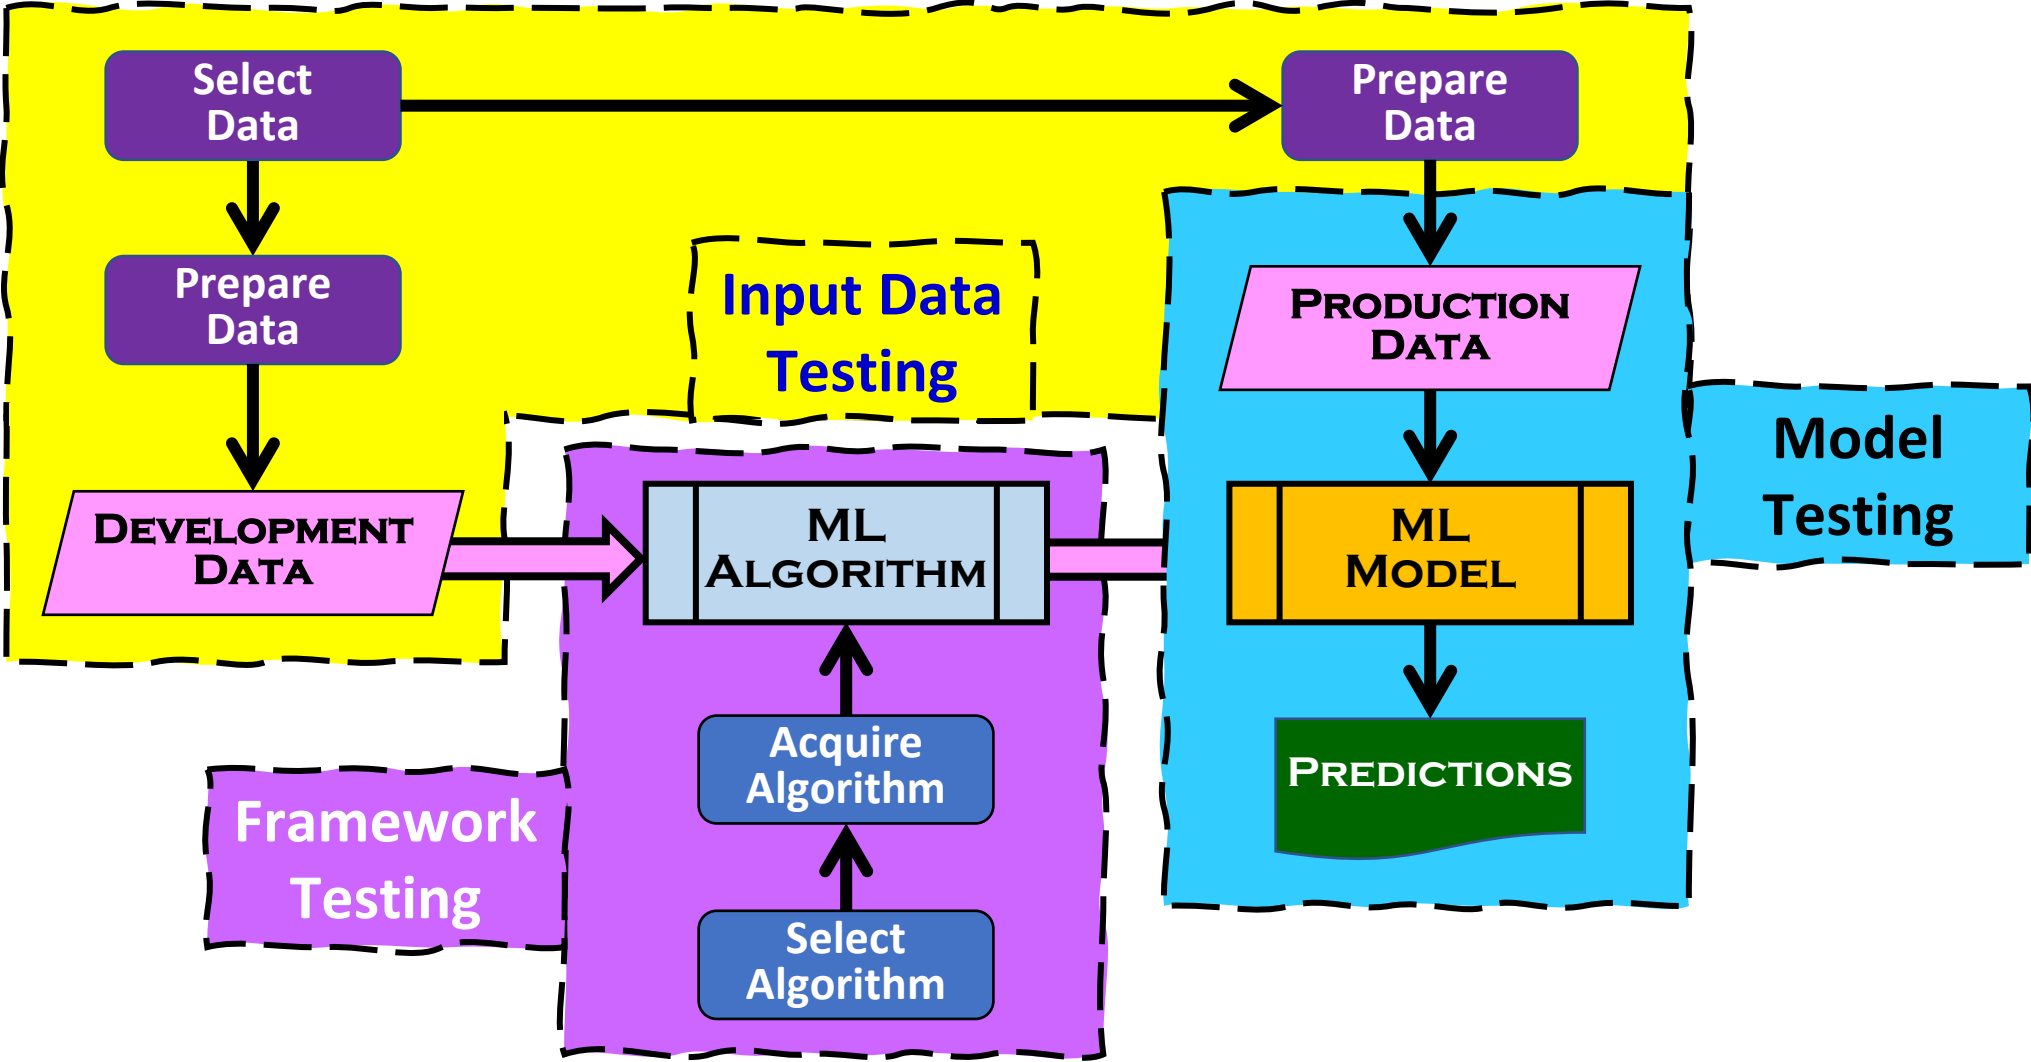 Select
Data
Prepare
Data
Prepare
Data
Input Data
Testing
PRODUCTION
DATA
Model
Testing
DEVELOPMENT
DATA
ML
ALGORITHM
ML
MODEL
Acquire
Algorithm
PREDICTIONS
Framework
Testing
Select
Algorithm